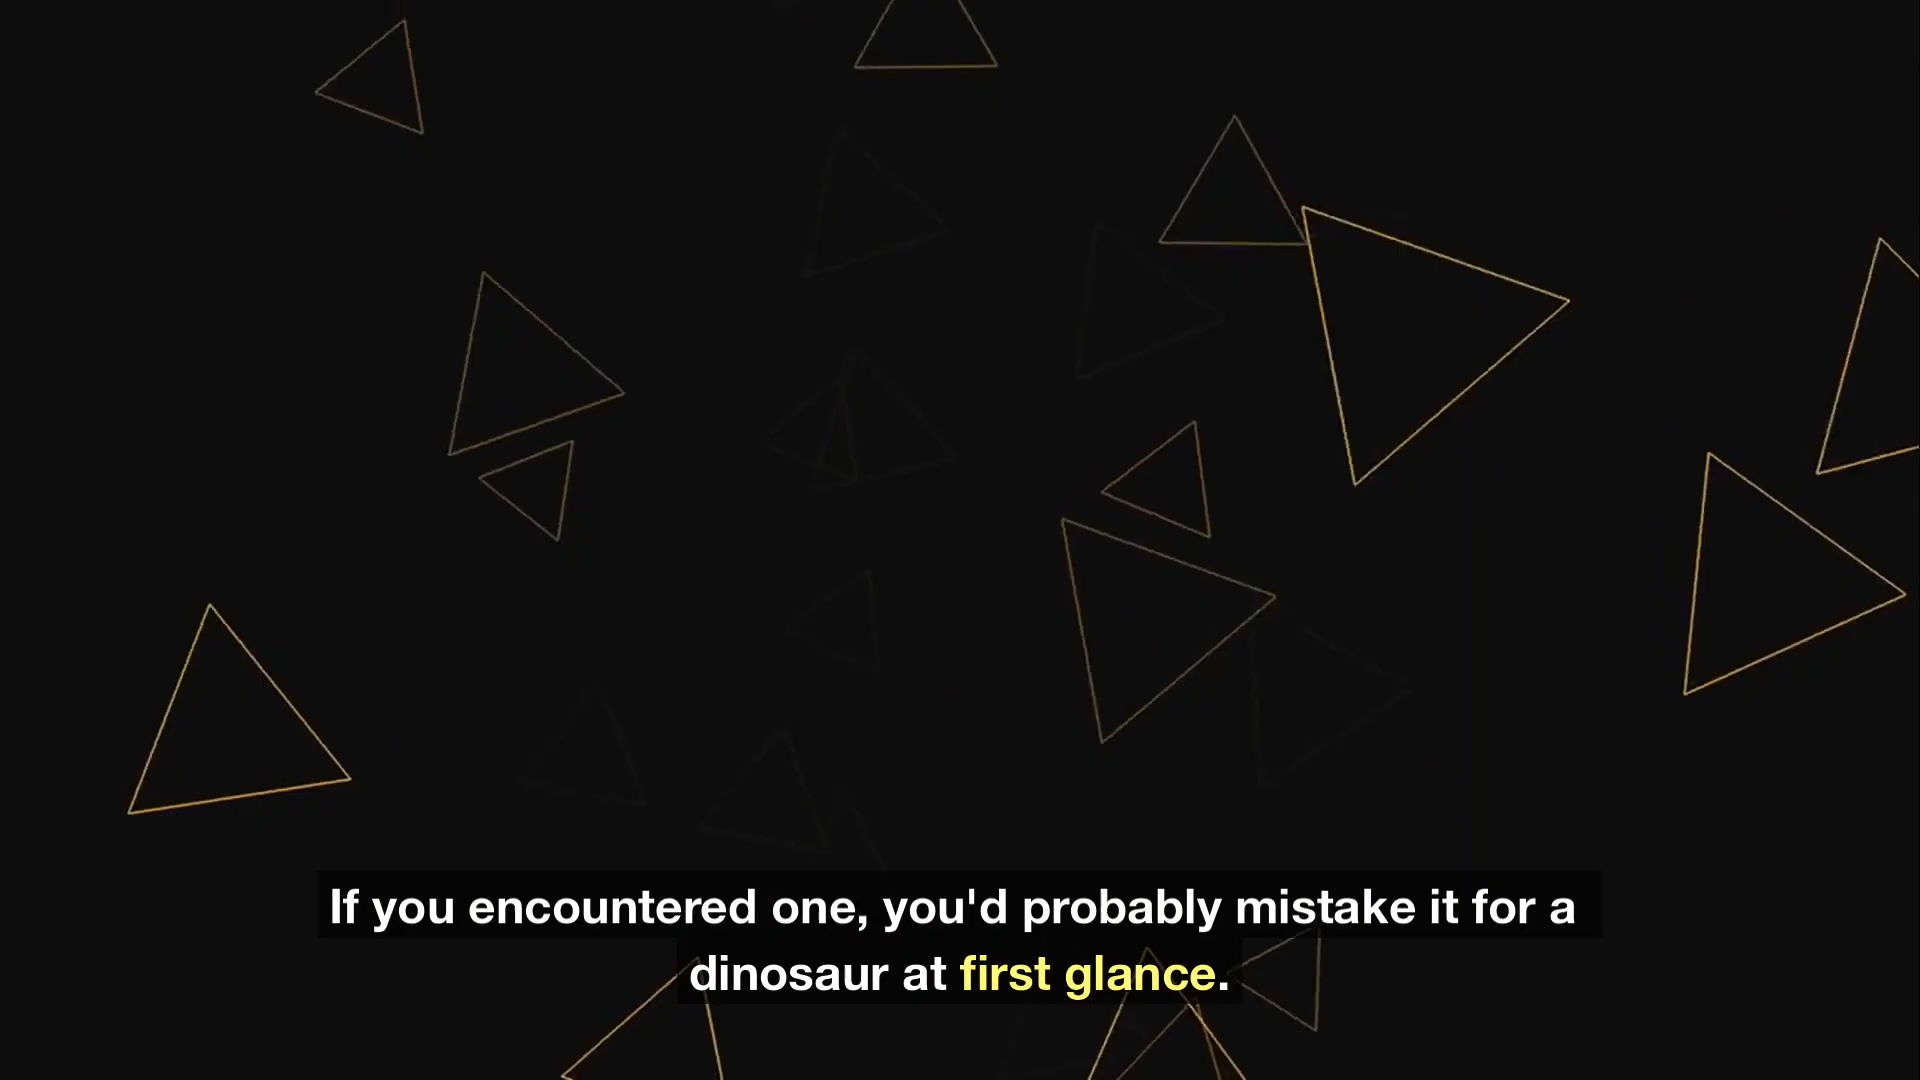 If you encountered one, you'd probably mistake it for a
dinosaur at first glance.